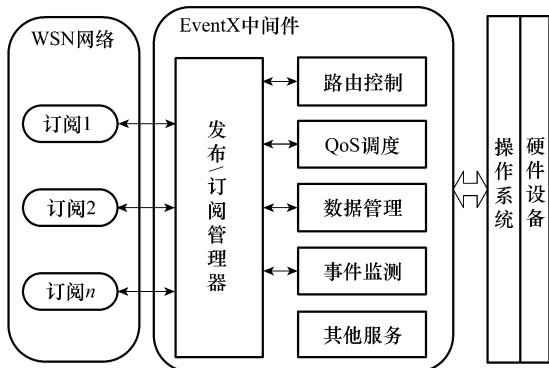 WSN网络
订阅1
订阅2
订阅n
EventX中间件
发布\订阅管理器
路由控制
QoS调度
数据管理
事件监测
其他服务
操作系统
硬件设备